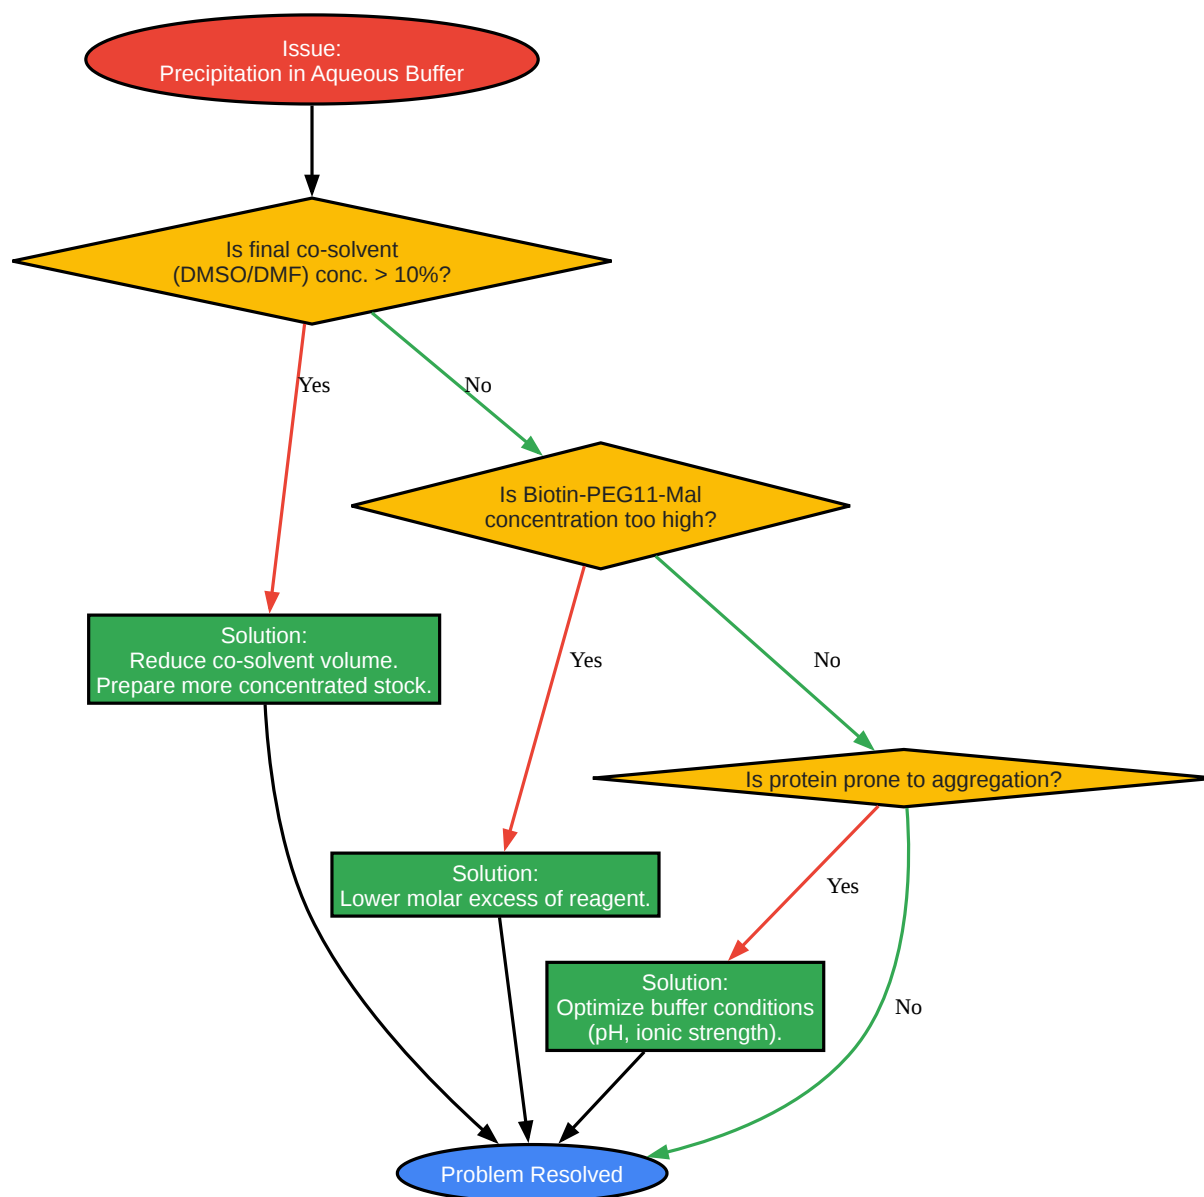 Issue:
Precipitation in Aqueous Buffer
Is final co-solvent
(DMSO/DMF) conc. > 10%?
Yes
No
Is Biotin-PEG11-Mal
concentration too high?
Solution:
Reduce co-solvent volume.
Prepare more concentrated stock.
Yes
No
Is protein prone to aggregation?
Solution:
Lower molar excess of reagent.
Yes
Solution:
Optimize buffer conditions
(pH, ionic strength).
No
Problem Resolved